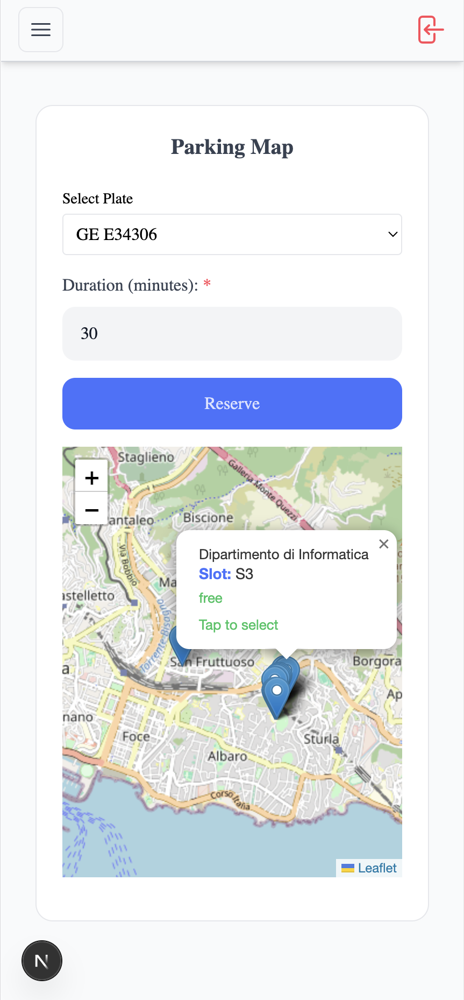 Parking Map
Select Plate
GE E34306
Duration (minutes): *
30
Reserve
Staglieno
+
−
Galleria Monte Quezzi
antaleo
Biscione
Via Bobbio
Dipartimento di Informatica
×
Slot: S3
free
Tap to select
Ma
astelletto
Torrente Bisagno
San Fruttuoso
Borgora
a
Ap
nano
Foce
Sturla
Albaro
Corso Italia
Leaflet
N